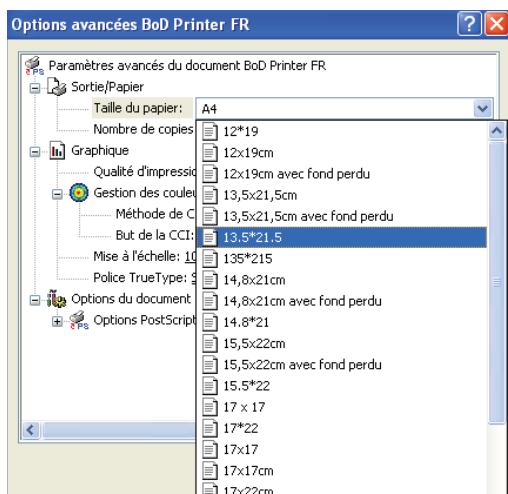 Options avancées BoD Printer FR
Paramètres avancés du document BoD Printer FR
Sortie/Papier
Taille du papier: A4
Nombre de copies
Graphique
Qualité d'impressio
Gestion des couleu
Méthode de C
But de la CCI:
Mise à l'échelle: 10
Police TrueType: S
Options du document
Options PostScript
12*19
12x19cm
12x19cm avec fond perdu
13,5x21,5cm
13,5x21,5cm avec fond perdu
13.5*21.5
135*215
14,8x21cm
14,8x21cm avec fond perdu
14.8*21
15,5x22cm
15,5x22cm avec fond perdu
15.5*22
17 x 17
17*22
17x17
17x17cm
17x22cm